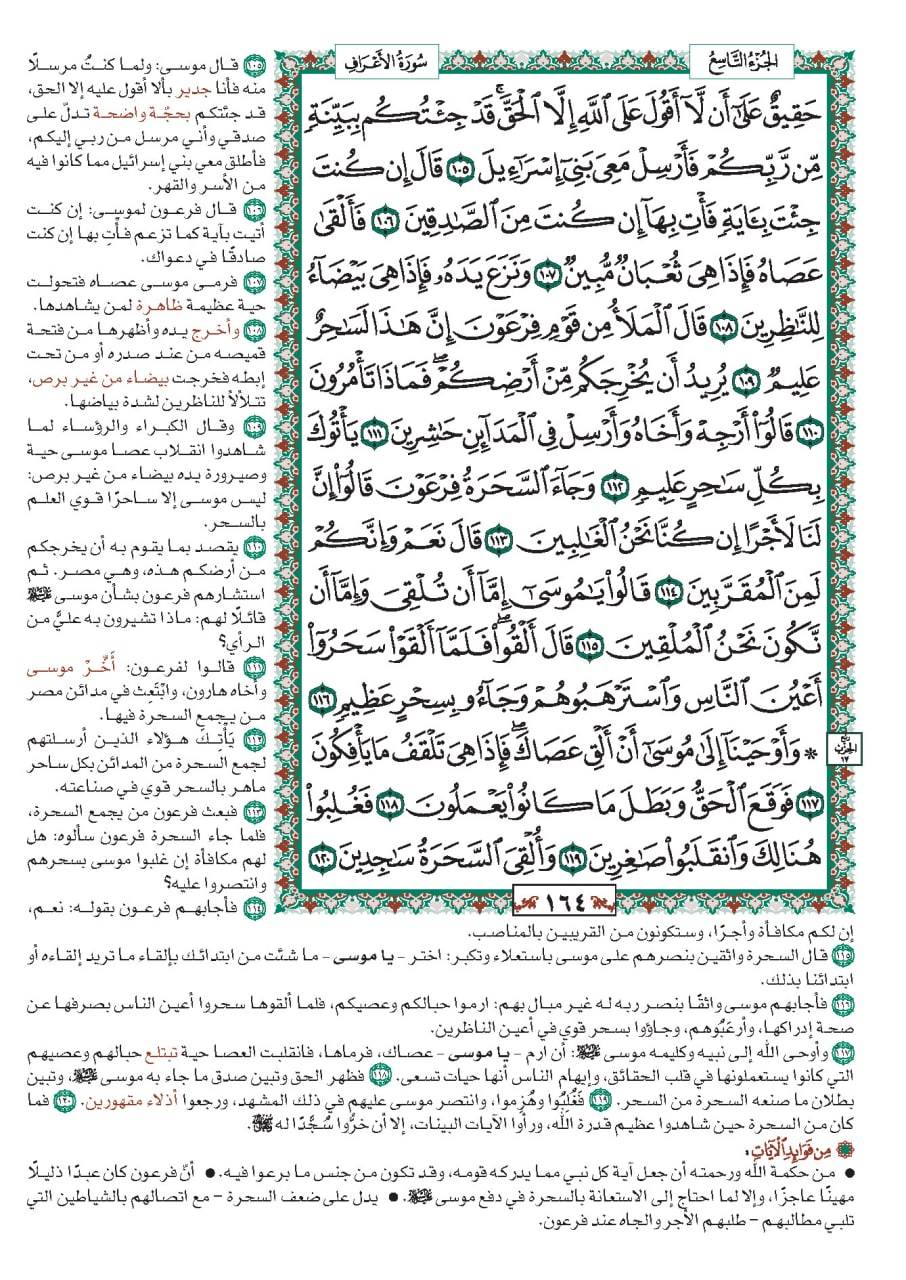 الجُزْءُ التَّاسِعُ
سُورَةُ الأَعْرَافِ
حَقِيقٌ عَلَىٰٓ أَن لَّآ أَقُولَ عَلَى ٱللَّهِ إِلَّا ٱلْحَقَّۚ قَدْ جِئْتُكُم بِبَيِّنَةٖ
مِّن رَّبِّكُمْ فَأَرْسِلْ مَعِيَ بَنِيٓ إِسْرَٰٓءِيلَ ١٠٥ قَالَ إِن كُنتَ
جِئْتَ بِـَٔايَةٖ فَأْتِ بِهَآ إِن كُنتَ مِنَ ٱلصَّٰدِقِينَ ١٠٦ فَأَلْقَىٰ
عَصَاهُ فَإِذَا هِيَ ثُعْبَانٞ مُّبِينٞ ١٠٧ وَنَزَعَ يَدَهُۥ فَإِذَا هِيَ بَيْضَآءُ
لِلنَّٰظِرِينَ ١٠٨ قَالَ ٱلْمَلَأُ مِن قَوْمِ فِرْعَوْنَ إِنَّ هَٰذَا لَسَٰحِرٌ
عَلِيمٞ ١٠٩ يُرِيدُ أَن يُخْرِجَكُم مِّنْ أَرْضِكُمْۖ فَمَاذَا تَأْمُرُونَ
١١٠ قَالُوٓاْ أَرْجِهْ وَأَخَاهُ وَأَرْسِلْ فِي ٱلْمَدَآئِنِ حَٰشِرِينَ ١١١ يَأْتُوكَ
بِكُلِّ سَٰحِرٍ عَلِيمٖ ١١٢ وَجَآءَ ٱلسَّحَرَةُ فِرْعَوْنَ قَالُوٓاْ إِنَّ
لَنَا لَأَجْرًا إِن كُنَّا نَحْنُ ٱلْغَٰلِبِينَ ١١٣ قَالَ نَعَمْ وَإِنَّكُمْ
لَمِنَ ٱلْمُقَرَّبِينَ ١١٤ قَالُواْ يَٰمُوسَىٰٓ إِمَّآ أَن تُلْقِيَ وَإِمَّآ أَن
نَّكُونَ نَحْنُ ٱلْمُلْقِينَ ١١٥ قَالَ أَلْقُواْۖ فَلَمَّآ أَلْقَوْاْ سَحَرُوٓاْ
أَعْيُنَ ٱلنَّاسِ وَٱسْتَرْهَبُوهُمْ وَجَآءُو بِسِحْرٍ عَظِيمٖ ١١٦
* وَأَوْحَيْنَآ إِلَىٰ مُوسَىٰٓ أَنْ أَلْقِ عَصَاكَۖ فَإِذَا هِيَ تَلْقَفُ مَا يَأْفِكُونَ
١١٧ فَوَقَعَ ٱلْحَقُّ وَبَطَلَ مَا كَانُواْ يَعْمَلُونَ ١١٨ فَغُلِبُواْ
هُنَالِكَ وَٱنقَلَبُواْ صَٰغِرِينَ ١١٩ وَأُلْقِيَ ٱلسَّحَرَةُ سَٰجِدِينَ ١٢٠
١٦٤
ربع
الحزب
١٧
١٠٥ قال موسى: ولما كنتُ مرسلًا
منه فأنا جدير بألا أقول عليه إلا الحق،
قد جئتكم بحجّة واضحة تدلّ على
صدقي وأني مرسل من ربي إليكم،
فأطلق معي بني إسرائيل مما كانوا فيه
من الأسر والقهر.
١٠٦ قال فرعون لموسى: إن كنت
أتيت بآية كما تزعم فأتِ بها إن كنت
صادقًا في دعواك.
١٠٧ فرمى موسى عصاه فتحولت
حية عظيمة ظاهرة لمن يشاهدها.
١٠٨ وأخرج يده وأظهرها من فتحة
قميصه من عند صدره أو من تحت
إبطه فخرجت بيضاء من غير برص،
تتلألأ للناظرين لشدة بياضها.
١٠٩ وقال الكبراء والرؤساء لما
شاهدوا انقلاب عصا موسى حية
وصيرورة يده بيضاء من غير برص:
ليس موسى إلا ساحرًا قوي العلم
بالسحر.
١١٠ يقصد بما يقوم به أن يخرجكم
من أرضكم هذه، وهي مصر. ثم
استشارهم فرعون بشأن موسى ﷺ
قائلًا لهم: ماذا تشيرون به عليَّ من
الرأي؟
١١١ قالوا لفرعون: أَخِّرْ موسى
وأخاه هارون، وابْتَعِث في مدائن مصر
من يجمع السحرة فيها.
١١٢ يَأْتِكَ هؤلاء الذين أرسلتهم
لجمع السحرة من المدائن بكل ساحر
ماهر بالسحر قوي في صناعته.
١١٣ فبعث فرعون من يجمع السحرة،
فلما جاء السحرة فرعون سألوه: هل
لهم مكافأة إن غلبوا موسى بسحرهم
وانتصروا عليه؟
١١٤ فأجابهم فرعون بقوله: نعم،
إن لكم مكافأة وأجرًا، وستكونون من القريبين بالمناصب.
١١٥ قال السحرة واثقين بنصرهم على موسى باستعلاء وتكبر: اختر - يا موسى - ما شئت من ابتدائك بإلقاء ما تريد إلقاءه أو
ابتدائنا بذلك.
١١٦ فأجابهم موسى واثقًا بنصر ربه له غير مبال بهم: ارموا حبالكم وعصيكم، فلما ألقوها سحروا أعين الناس بصرفها عن
صحة إدراكها، وأرعَبُوهم، وجاؤوا بسحر قوي في أعين الناظرين.
١١٧ وأوحى الله إلى نبيه وكليمه موسى ﷺ: أن ارم - يا موسى - عصاك، فرماها، فانقلبت العصا حية تبتلع حبالهم وعصيهم
التي كانوا يستعملونها في قلب الحقائق، وإيهام الناس أنها حيات تسعى. ١١٨ فظهر الحق وتبين صدق ما جاء به موسى ﷺ، وتبين
بطلان ما صنعه السحرة من السحر. ١١٩ فَغُلِبُوا وهُزِموا، وانتصر موسى عليهم في ذلك المشهد، ورجعوا أذلاء مقهورين. ١٢٠ فما
كان من السحرة حين شاهدوا عظيم قدرة الله، ورأوا الآيات البينات، إلا أن خرُّوا سُجَّدًا له ﷻ.
مِن فَوَائِدِ الآيَاتِ:
● من حكمة الله ورحمته أن جعل آية كل نبي مما يدركه قومه، وقد تكون من جنس ما برعوا فيه. ● أنّ فرعون كان عبدًا ذليلًا
مهينًا عاجزًا، وإلا لما احتاج إلى الاستعانة بالسحرة في دفع موسى ﷺ. ● يدل على ضعف السحرة - مع اتصالهم بالشياطين التي
تلبي مطالبهم - طلبهم الأجر والجاه عند فرعون.